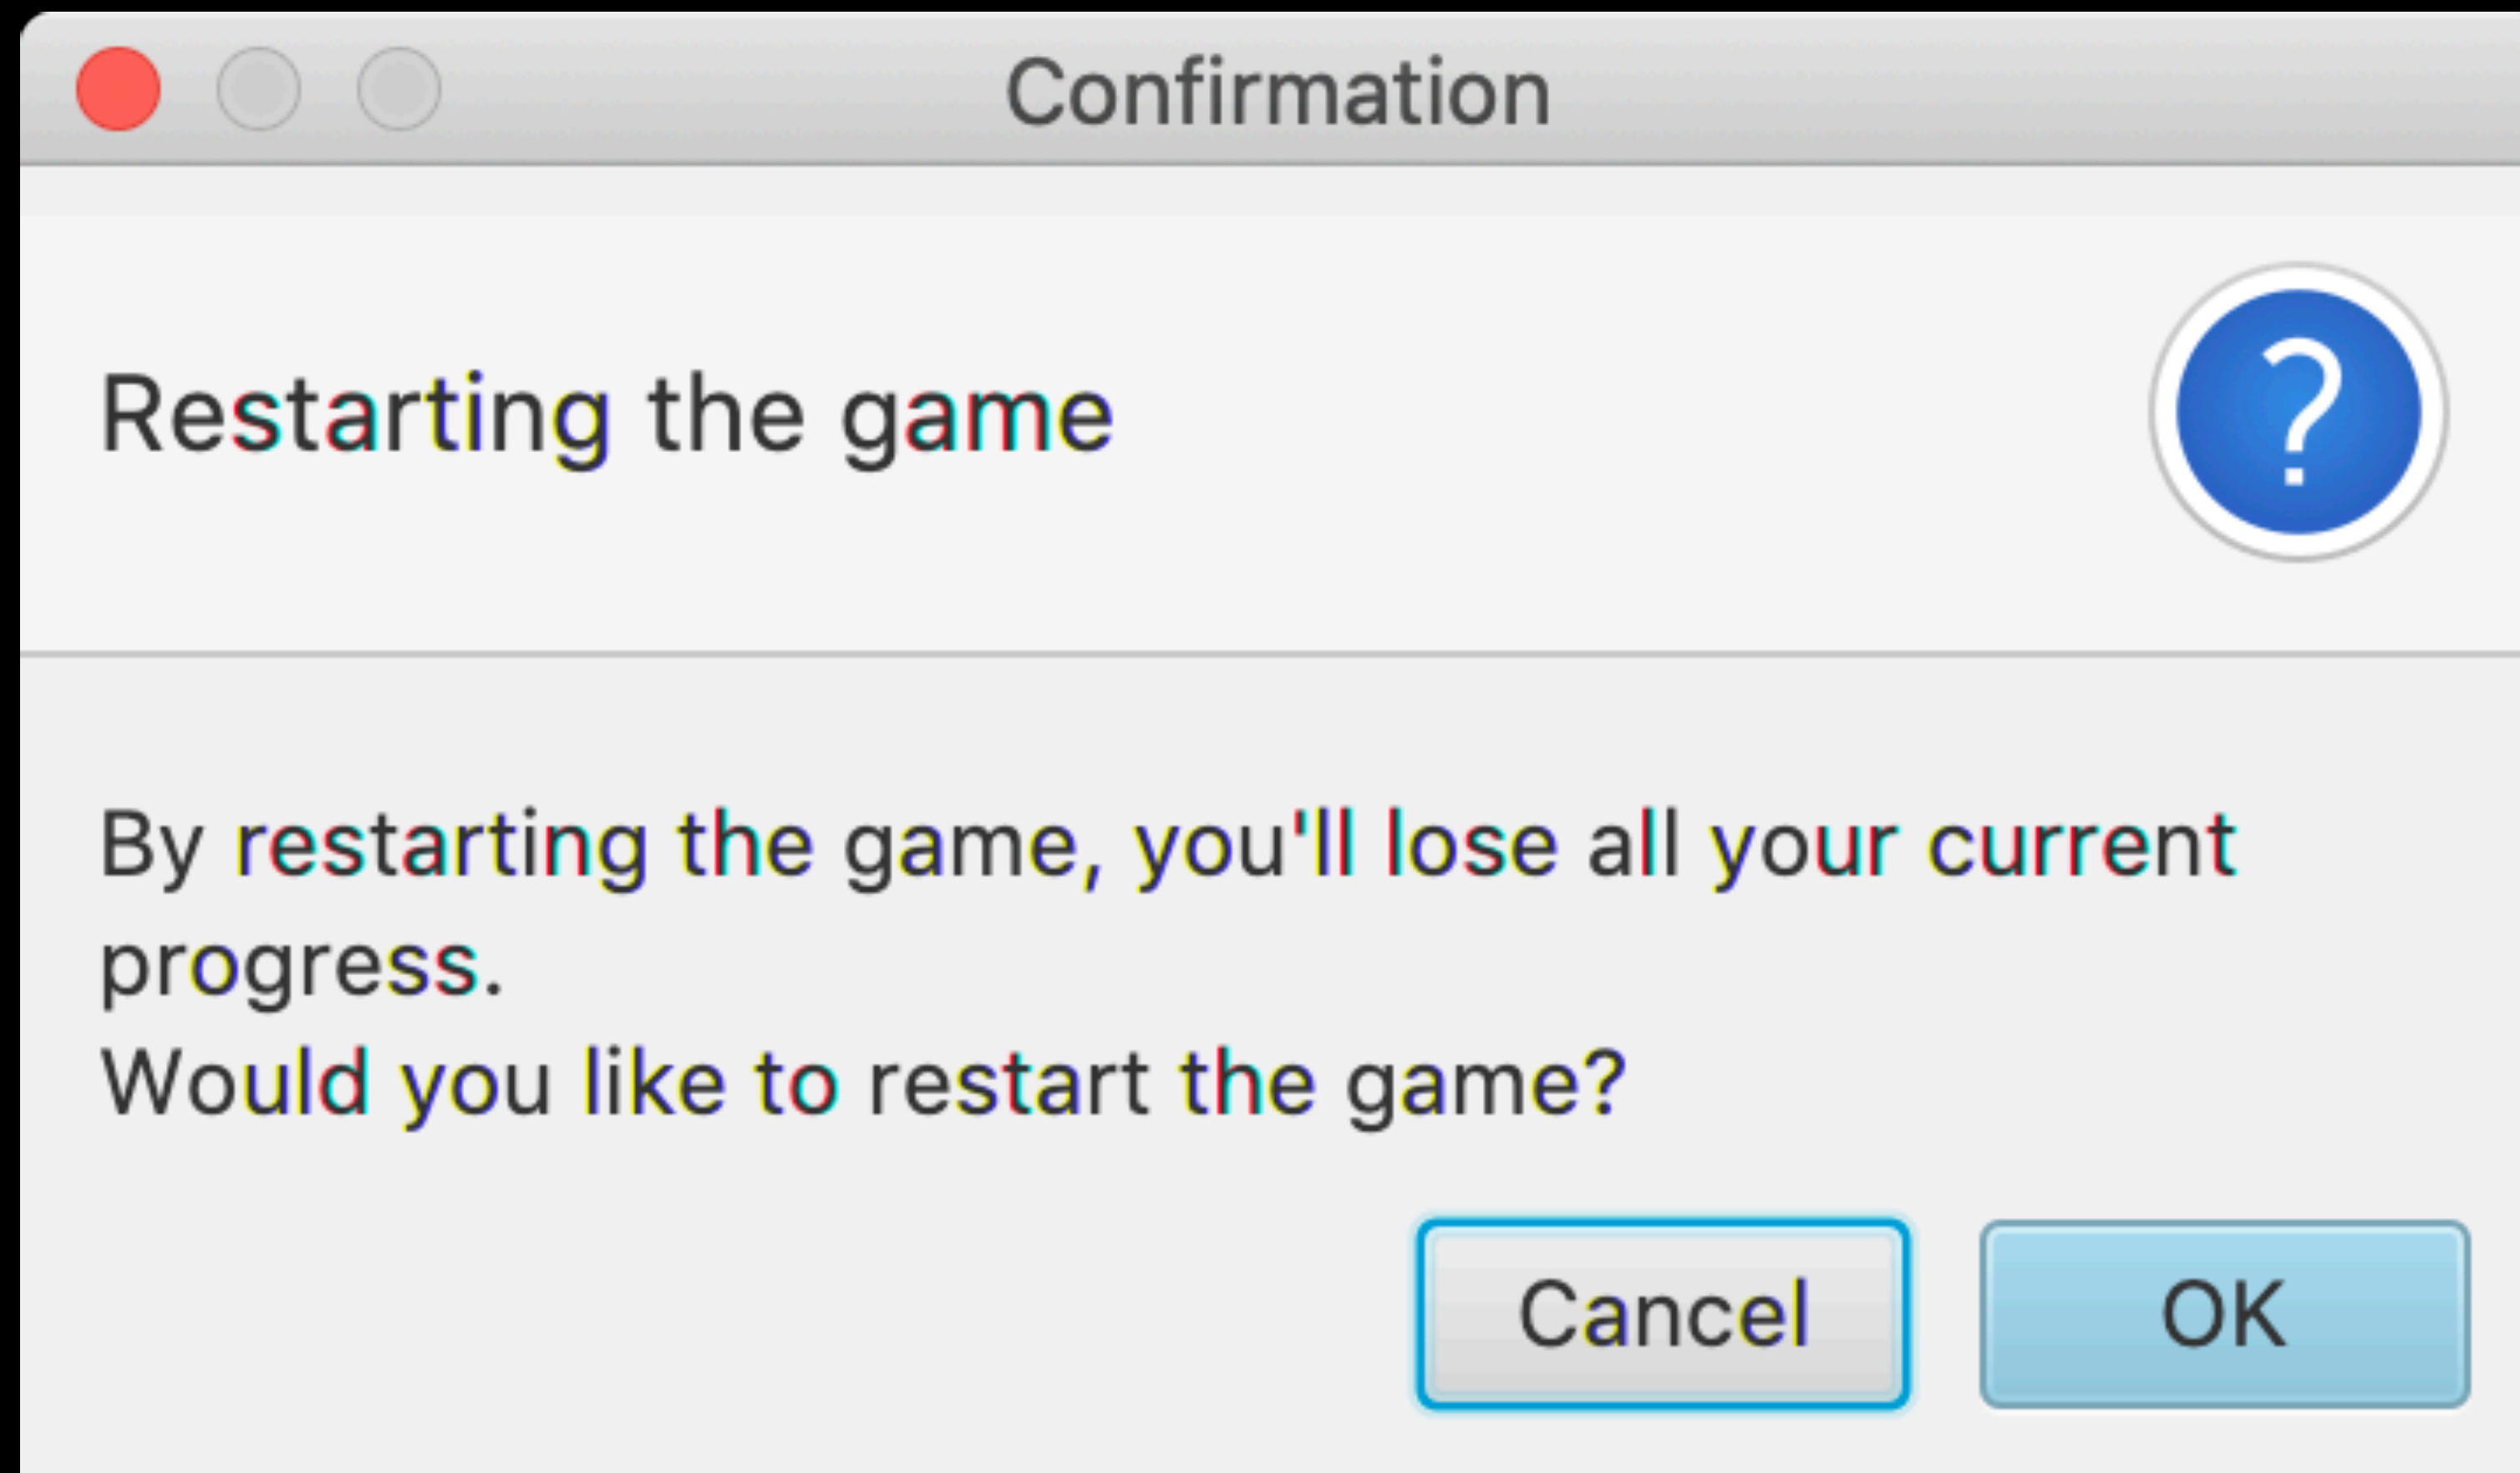 Confirmation
Restarting the game
?
By restarting the game, you'll lose all your current
progress.
Would you like to restart the game?
Cancel
OK